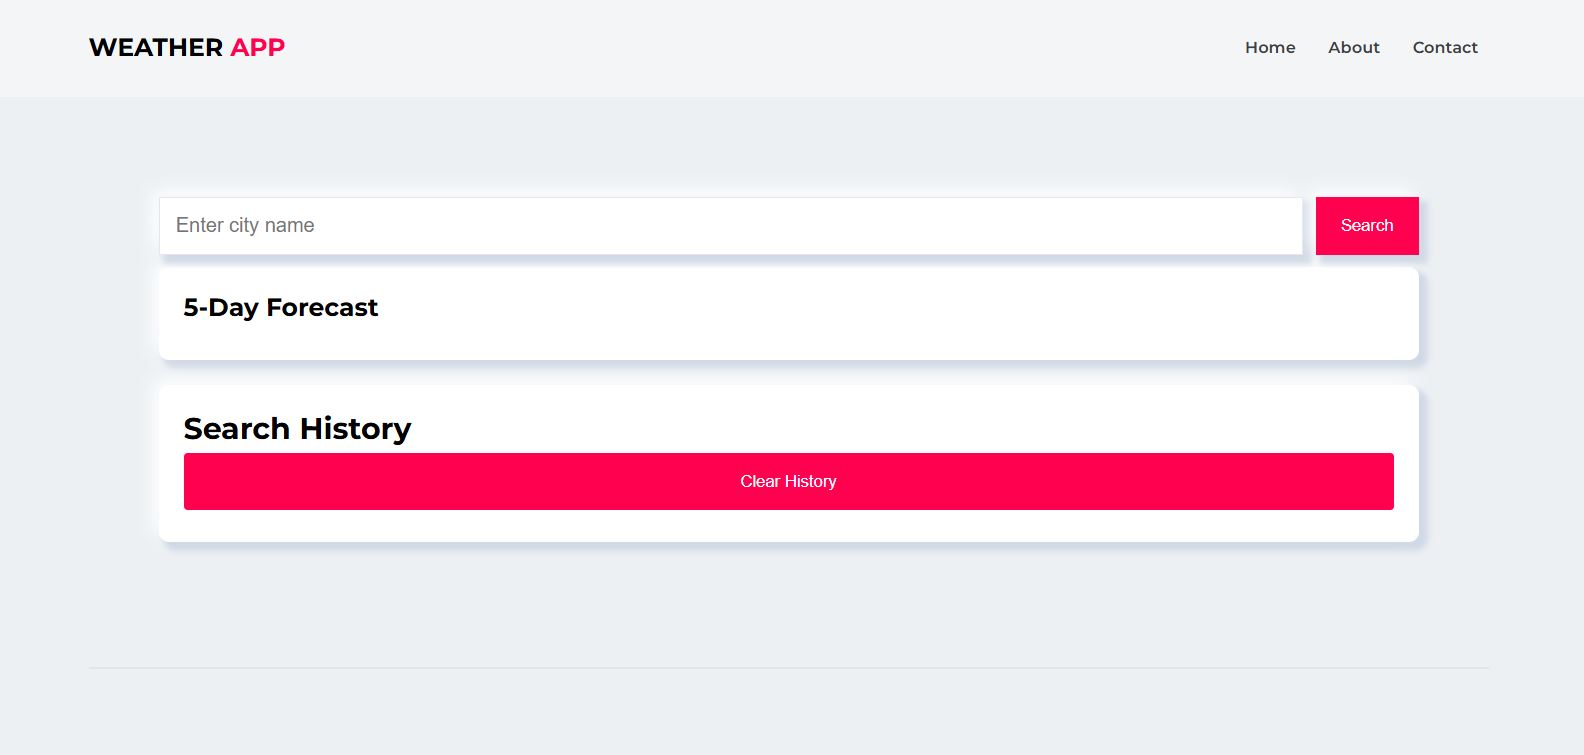 WEATHER APP
Home About Contact
Enter city name
Search
5-Day Forecast
Search History
Clear History